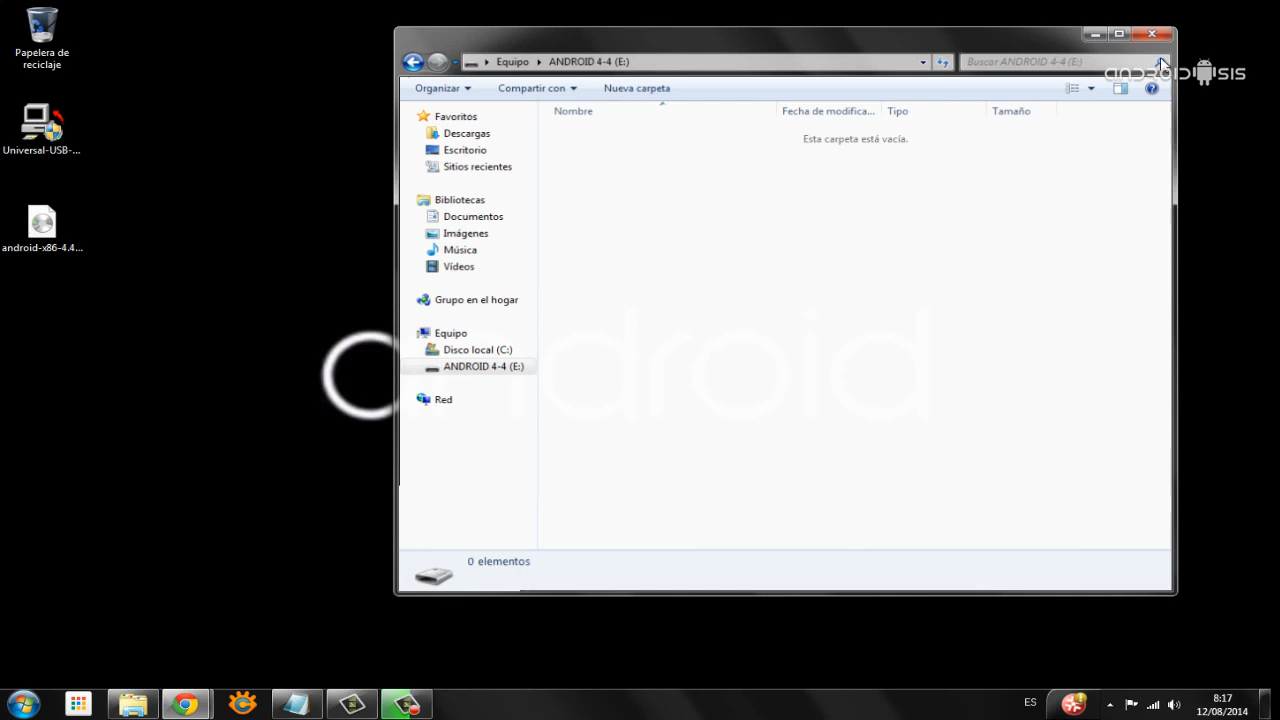 Papelera de
reciclaje
Universal-USB-...
android-x86-4.4...
Equipo
ANDROID 4-4 (E:)
Buscar ANDROID 4-4 (E:)
ANDROIDSIS
Organizar
Compartir con
Nueva carpeta
Nombre
Fecha de modifica...
Tipo
Tamaño
Esta carpeta está vacía.
Favoritos
Descargas
Escritorio
Sitios recientes
Bibliotecas
Documentos
Imágenes
Música
Vídeos
Grupo en el hogar
Equipo
Disco local (C:)
ANDROID 4-4 (E:)
Red
android
0 elementos
ES
8:17
12/08/2014